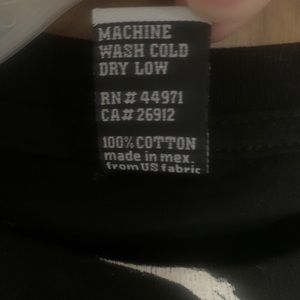 MACHINE
WASH COLD
DRY LOW
RN# 44971
CA# 26912
100% COTTON
made in mex.
from US fabric